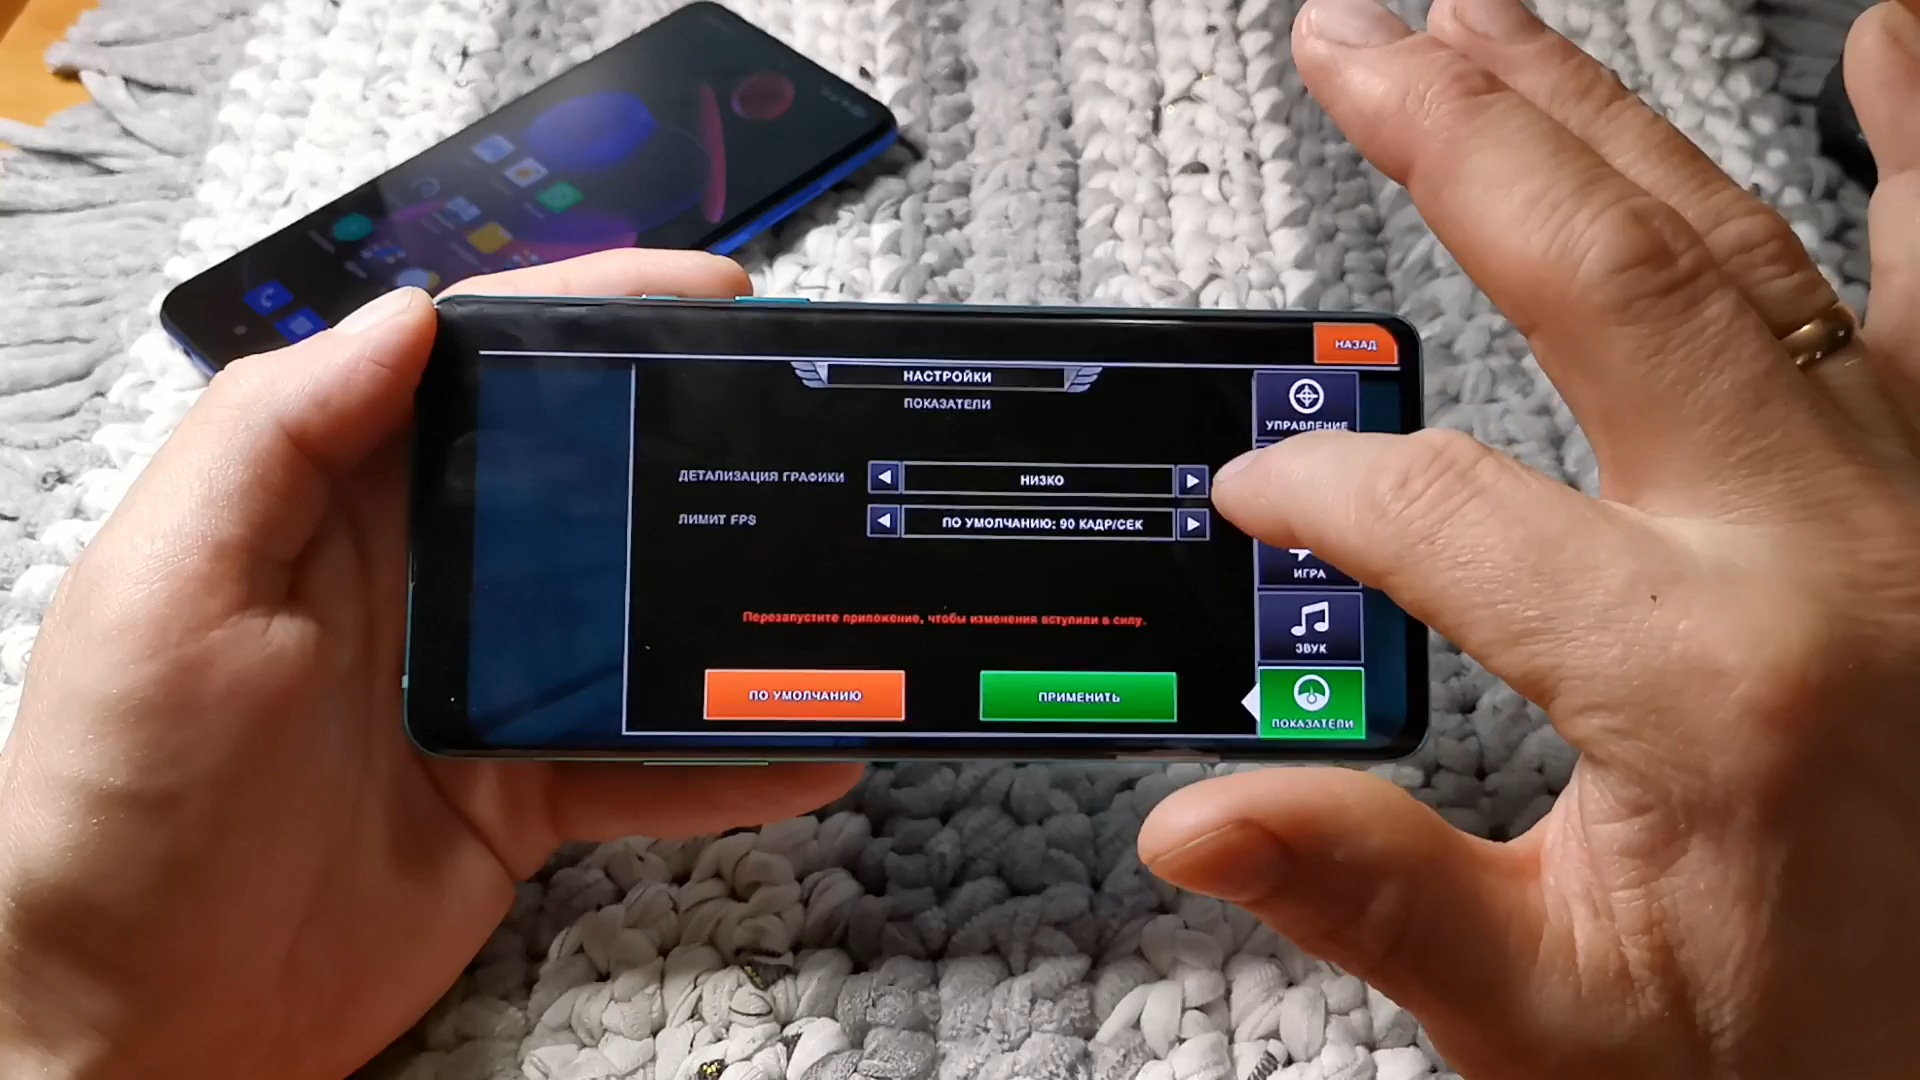 НАЗАД
НАСТРОЙКИ
ПОКАЗАТЕЛИ
УПРАВЛЕНИЕ
ДЕТАЛИЗАЦИЯ ГРАФИКИ
НИЗКО
ЛИМИТ FPS
ПО УМОЛЧАНИЮ: 90 КАДР/СЕК
ИГРА
Перезапустите приложение, чтобы изменения вступили в силу.
ЗВУК
ПО УМОЛЧАНИЮ
ПРИМЕНИТЬ
ПОКАЗАТЕЛИ